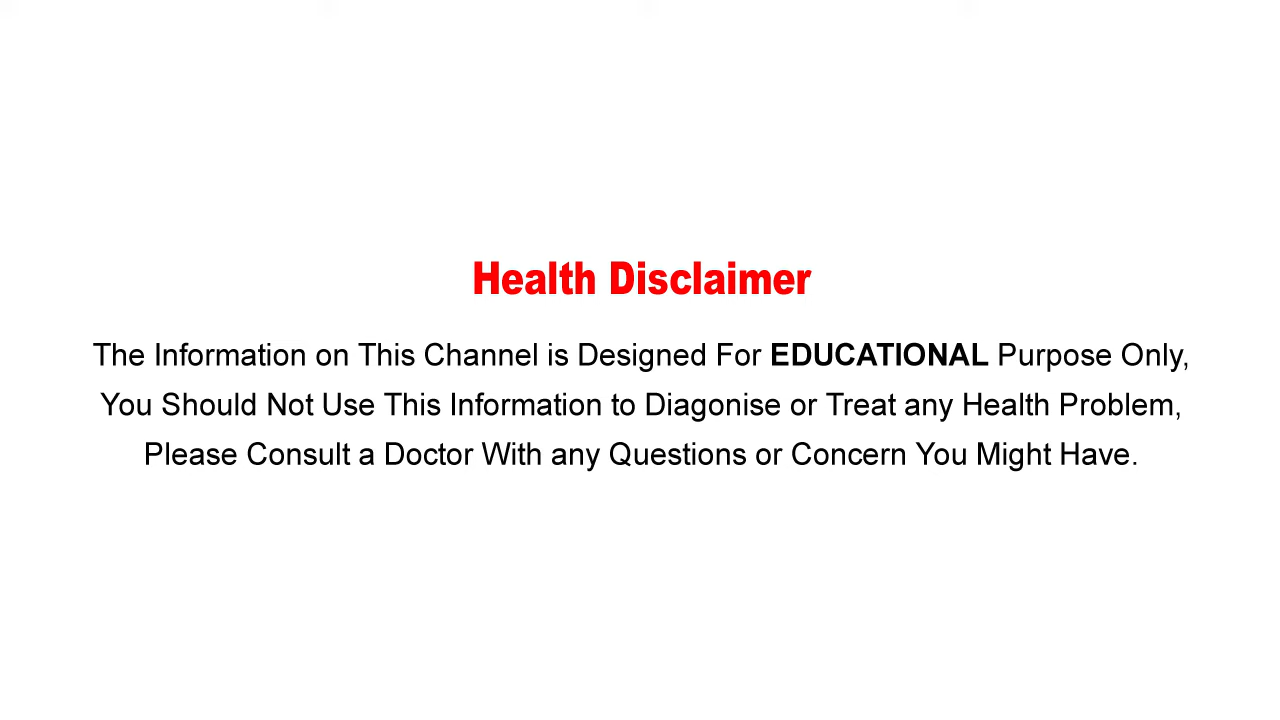 Health Disclaimer
The Information on This Channel is Designed For EDUCATIONAL Purpose Only,
You Should Not Use This Information to Diagonise or Treat any Health Problem,
Please Consult a Doctor With any Questions or Concern You Might Have.